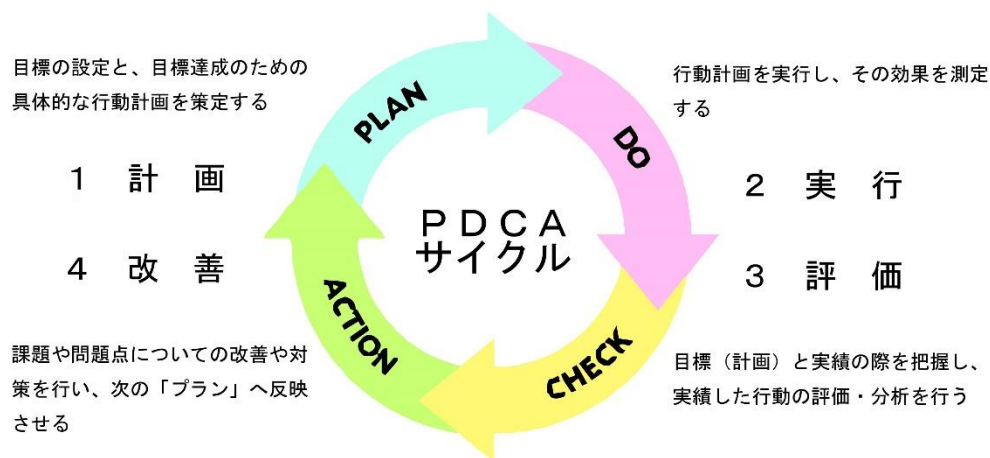 目標の設定と、目標達成のための
具体的な行動計画を策定する
1 計 画
PLAN
行動計画を実行し、その効果を測定
する
2 実 行
DO
PDCA
サイクル
3 評 価
CHECK
目標（計画）と実績の際を把握し、
実績した行動の評価・分析を行う
4 改 善
ACTION
課題や問題点についての改善や対
策を行い、次の「プラン」へ反映
させる